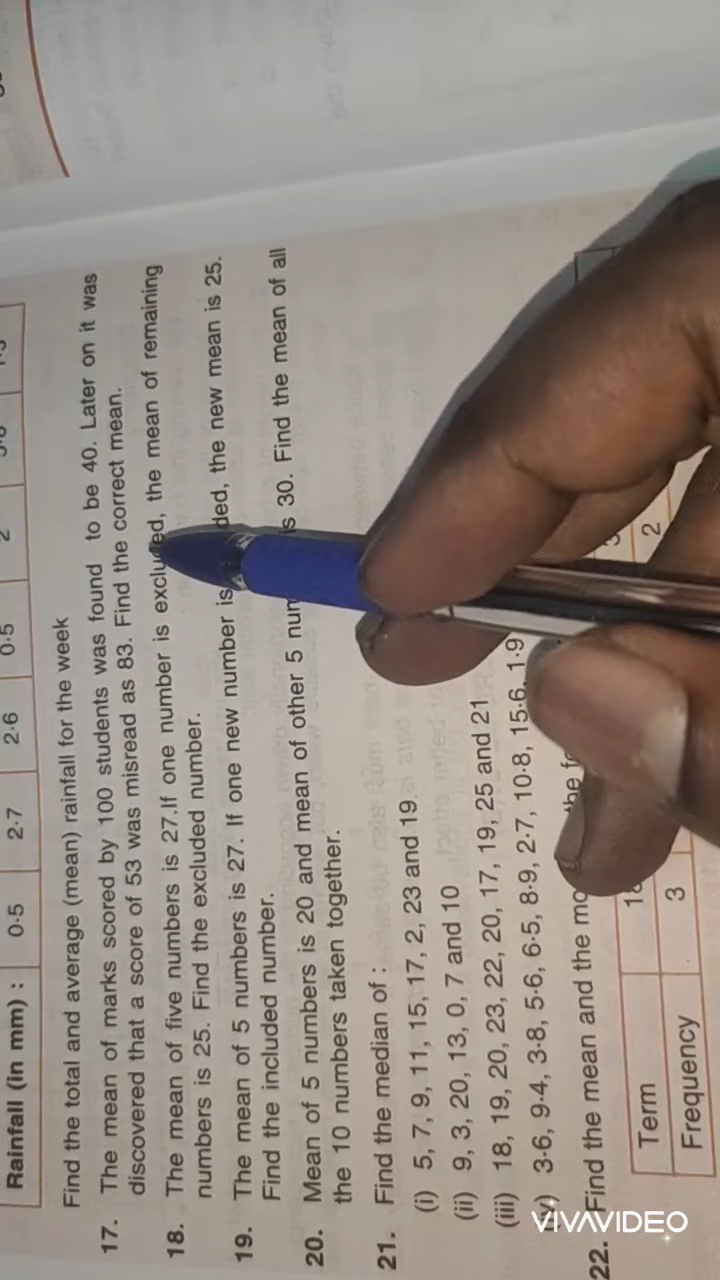 Rainfall (in mm) : 0·5 2·7 2·6 0·5 2
Find the total and average (mean) rainfall for the week
17. The mean of marks scored by 100 students was found to be 40. Later on it was
discovered that a score of 53 was misread as 83. Find the correct mean.
18. The mean of five numbers is 27.If one number is excluded, the mean of remaining
numbers is 25. Find the excluded number.
19. The mean of 5 numbers is 27. If one new number is ded, the new mean is 25.
Find the included number.
20. Mean of 5 numbers is 20 and mean of other 5 num is 30. Find the mean of all
the 10 numbers taken together.
21. Find the median of :
(i) 5, 7, 9, 11, 15, 17, 2, 23 and 19
(ii) 9, 3, 20, 13, 0, 7 and 10
(iii) 18, 19, 20, 23, 22, 20, 17, 19, 25 and 21
3·6, 9·4, 3·8, 5·6, 6·5, 8·9, 2·7, 10·8, 15·6, 1·9
22. Find the mean and the mo the
Term 18 2
Frequency 3
VIVAVIDEO